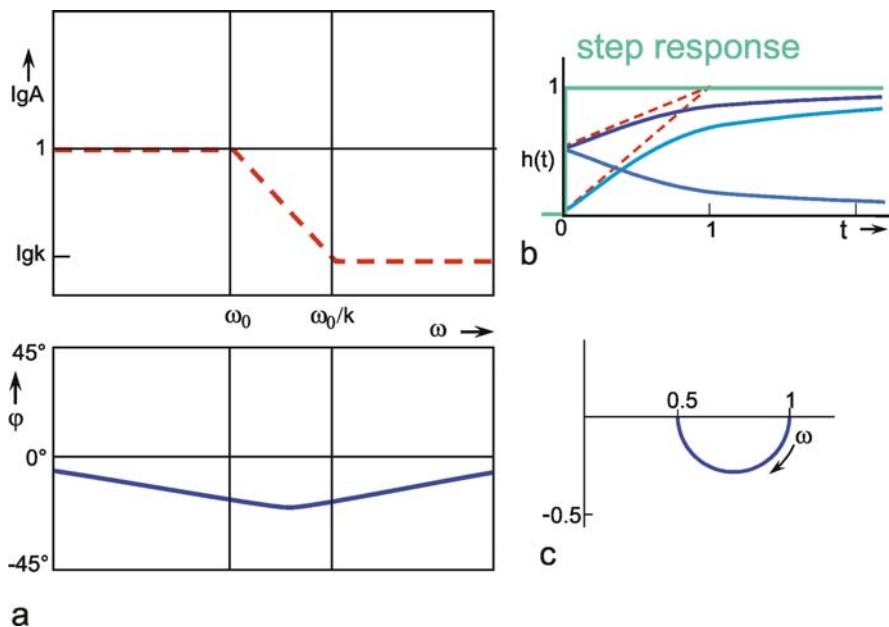 lgA
1
lgk
ω₀
ω₀/k
ω
45°
φ
0°
-45°
a
step response
1
h(t)
0
1
t
b
0.5
1
ω
-0.5
c